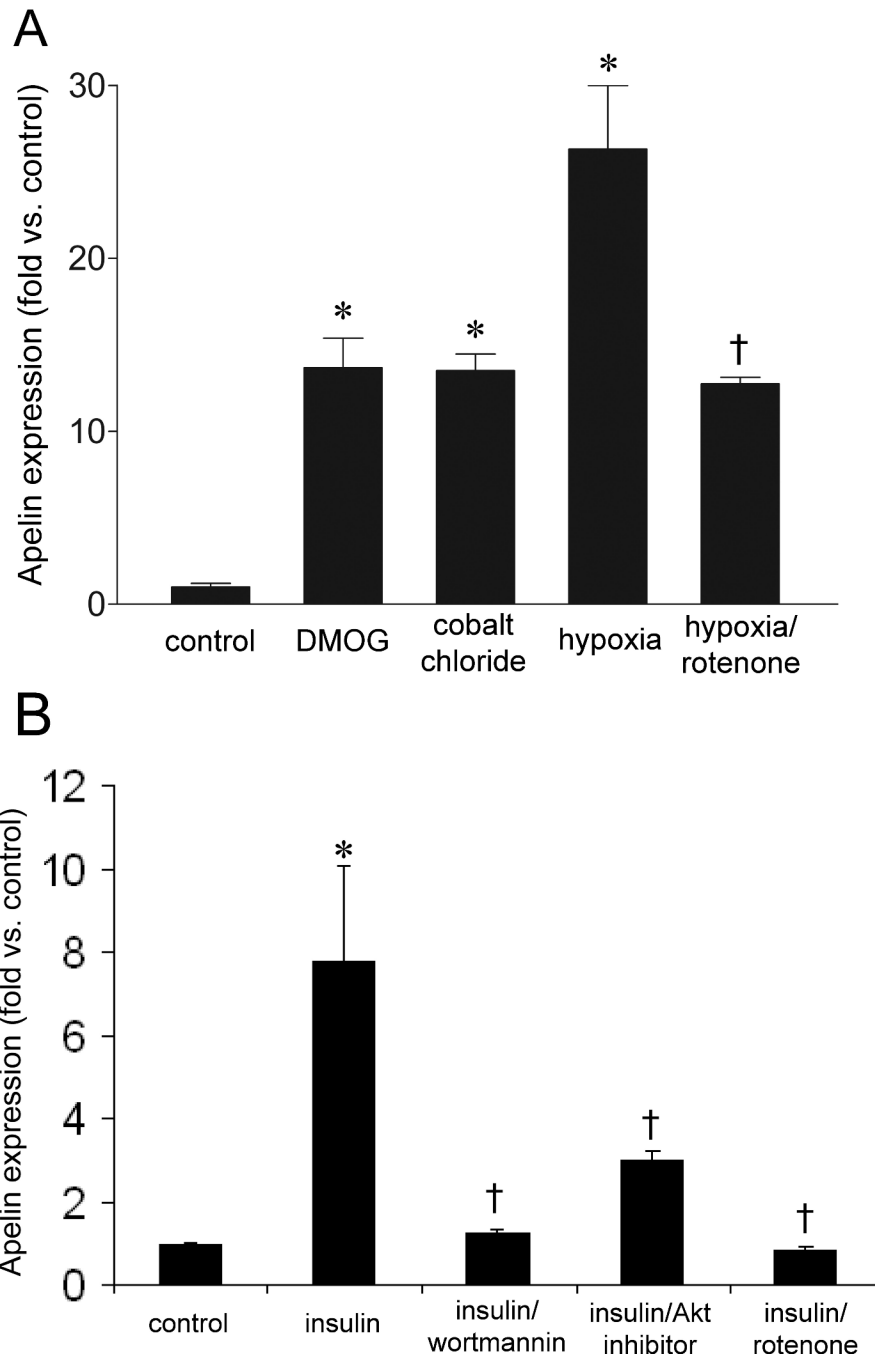 A
Apelin expression (fold vs. control)
30
20
10
0
*
*
*
†
control
DMOG
cobalt
chloride
hypoxia
hypoxia/
rotenone
B
Apelin expression (fold vs. control)
12
10
8
6
4
2
0
*
†
†
†
control
insulin
insulin/
wortmannin
insulin/Akt
inhibitor
insulin/
rotenone